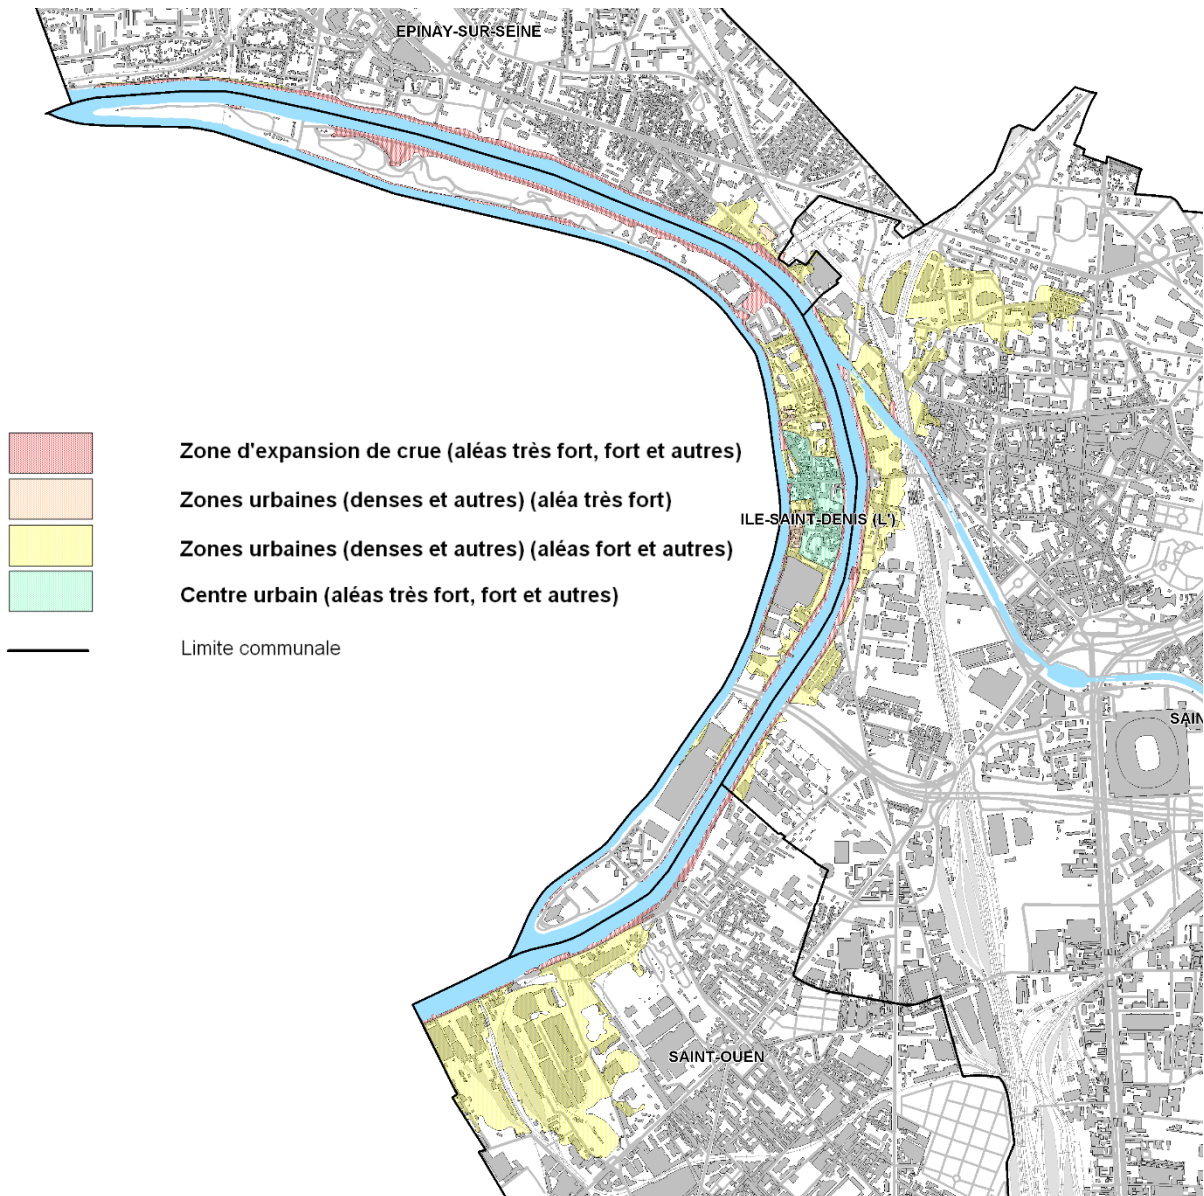 EPINAY-SUR-SEINE
Zone d'expansion de crue (aléas très fort, fort et autres)
Zones urbaines (denses et autres) (aléa très fort)
ILE-SAINT-DENIS (L')
Zones urbaines (denses et autres) (aléas fort et autres)
Centre urbain (aléas très fort, fort et autres)
Limite communale
SAIN
SAINT-OUEN